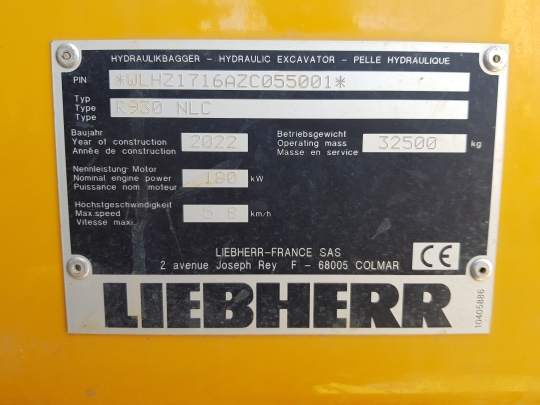 HYDRAULIKBAGGER - HYDRAULIC EXCAVATOR - PELLE HYDRAULIQUE
PIN *WLHZ1716AZC055001*
Typ
Type R930 NLC
Type
Baujahr
Year of construction 2022
Année de construction
Betriebsgewicht
Operating mass 32500 kg
Masse en service
Nennleistung-Motor
Nominal engine power 180 kW
Puissance nom. moteur
Höchstgeschwindigkeit
Max.speed 5.8 km/h
Vitesse maxi.
LIEBHERR-FRANCE SAS
2 avenue Joseph Rey F - 68005 COLMAR
CE
LIEBHERR
10405886